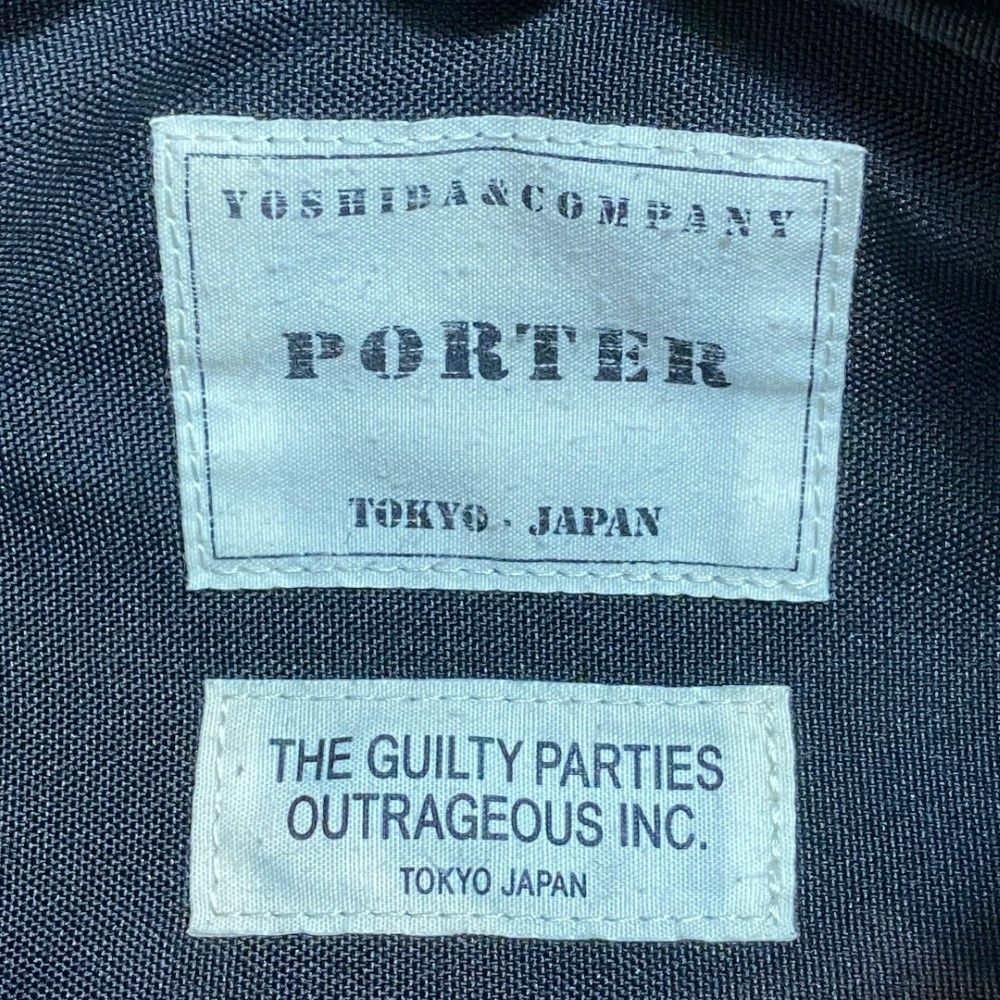 YOSHIDA&COMPANY
PORTER
TOKYO · JAPAN
THE GUILTY PARTIES
OUTRAGEOUS INC.
TOKYO JAPAN